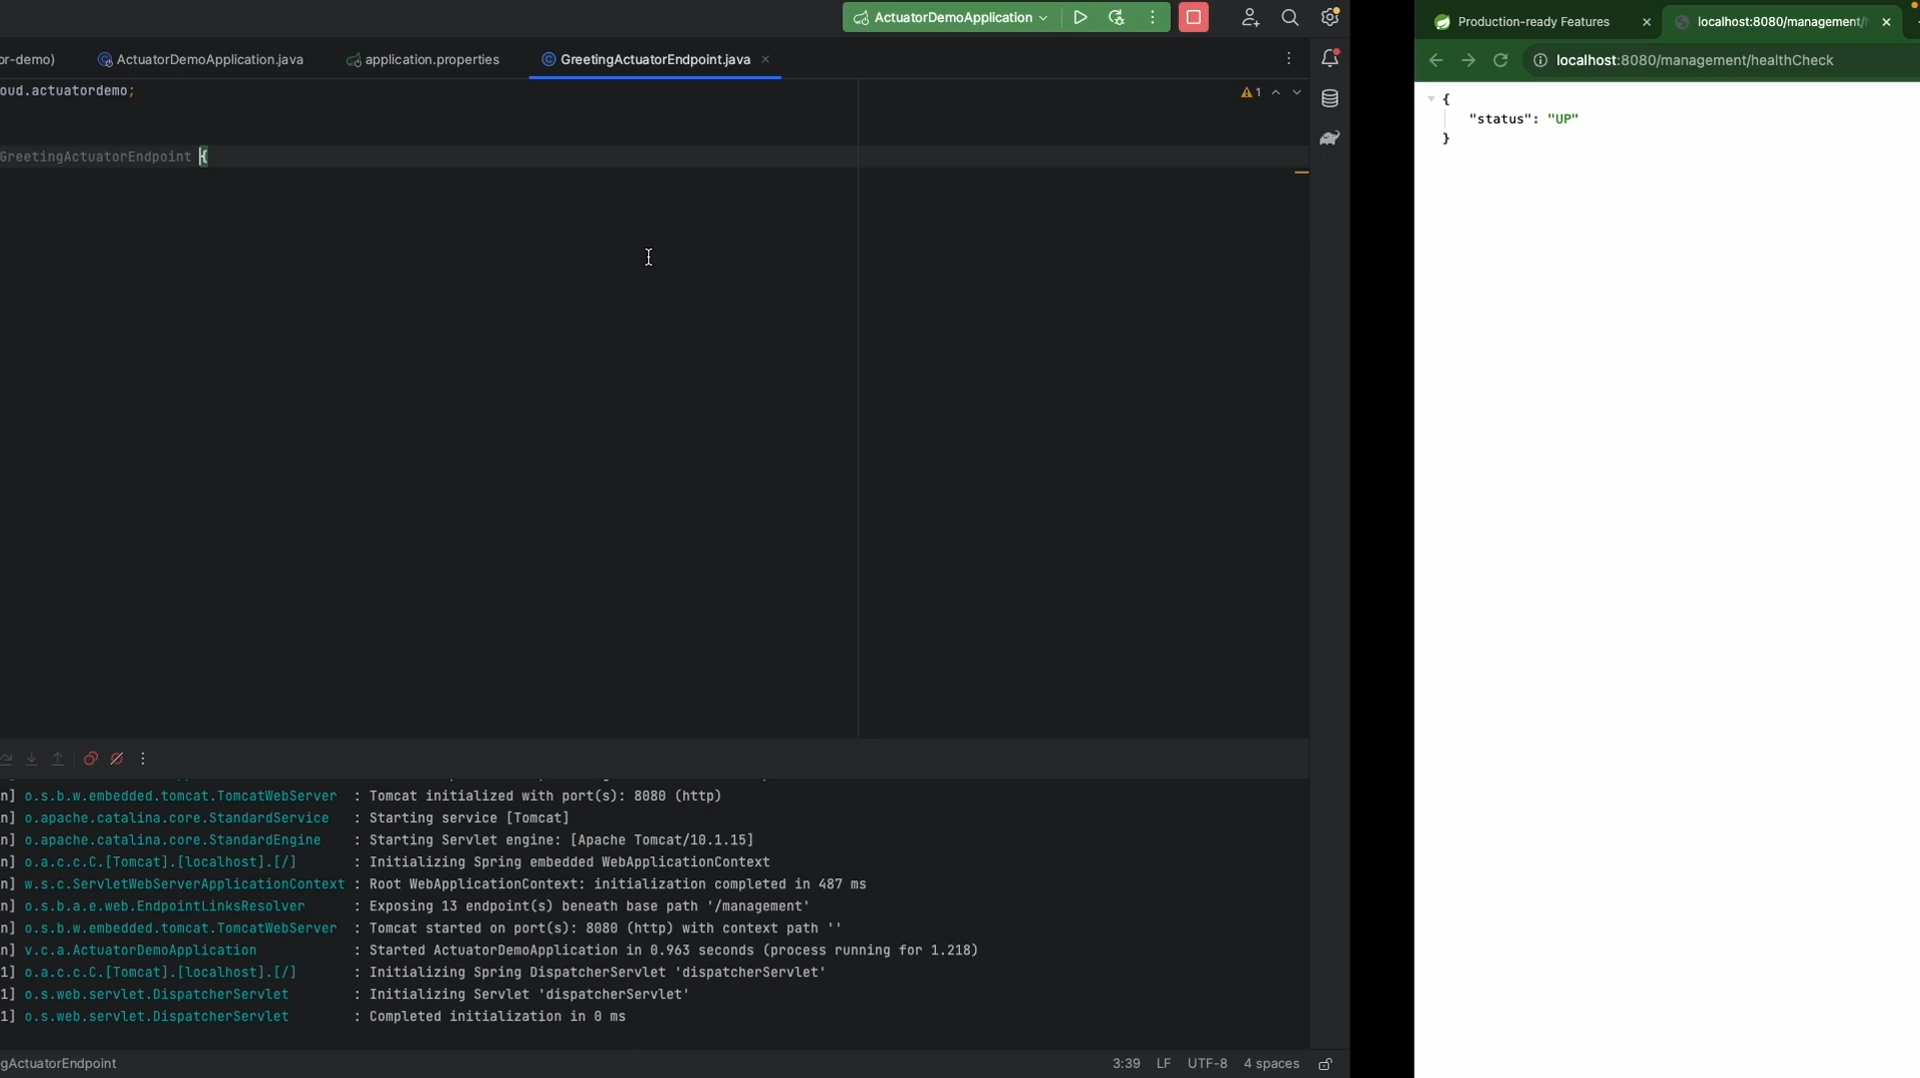 ActuatorDemoApplication
or-demo)
ActuatorDemoApplication.java
application.properties
GreetingActuatorEndpoint.java
oud.actuatordemo;
1
GreetingActuatorEndpoint {
n] o.s.b.w.embedded.tomcat.TomcatWebServer : Tomcat initialized with port(s): 8080 (http)
n] o.apache.catalina.core.StandardService : Starting service [Tomcat]
n] o.apache.catalina.core.StandardEngine : Starting Servlet engine: [Apache Tomcat/10.1.15]
n] o.a.c.c.C.[Tomcat].[localhost].[/] : Initializing Spring embedded WebApplicationContext
n] w.s.c.ServletWebServerApplicationContext : Root WebApplicationContext: initialization completed in 487 ms
n] o.s.b.a.e.web.EndpointLinksResolver : Exposing 13 endpoint(s) beneath base path '/management'
n] o.s.b.w.embedded.tomcat.TomcatWebServer : Tomcat started on port(s): 8080 (http) with context path ''
n] v.c.a.ActuatorDemoApplication : Started ActuatorDemoApplication in 0.963 seconds (process running for 1.218)
1] o.a.c.c.C.[Tomcat].[localhost].[/] : Initializing Spring DispatcherServlet 'dispatcherServlet'
1] o.s.web.servlet.DispatcherServlet : Initializing Servlet 'dispatcherServlet'
1] o.s.web.servlet.DispatcherServlet : Completed initialization in 0 ms
gActuatorEndpoint
3:39 LF UTF-8 4 spaces
Production-ready Features
localhost:8080/management/
localhost:8080/management/healthCheck
{
"status": "UP"
}